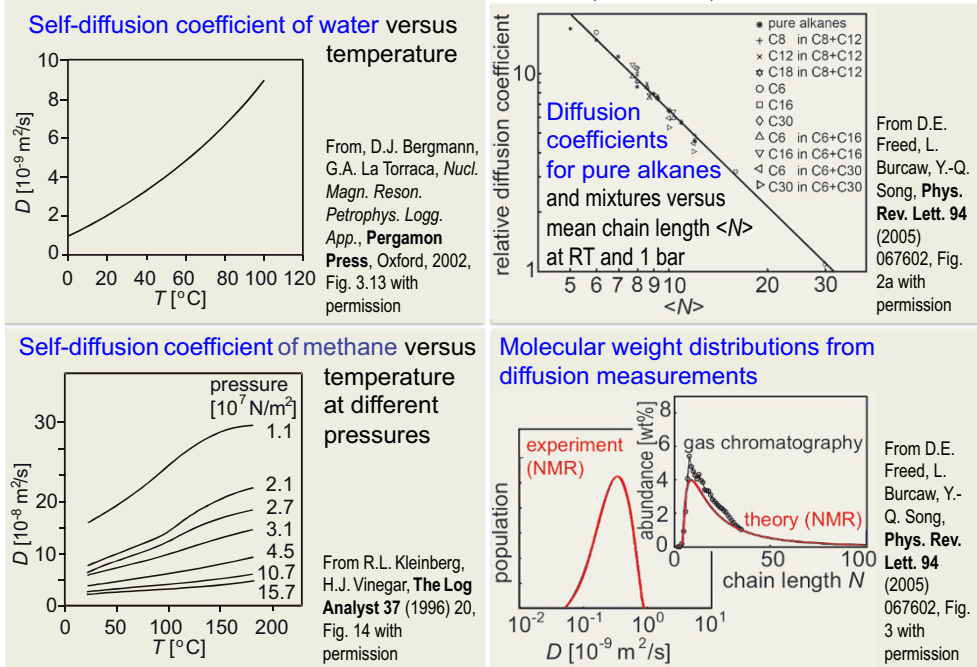 Self-diffusion coefficient of water versus
temperature
10
8
6
4
2
0
D [10⁻⁹ m²/s]
0 20 40 60 80 100 120
T [°C]
From, D.J. Bergmann,
G.A. La Torraca, Nucl.
Magn. Reson.
Petrophys. Logg.
App., Pergamon
Press, Oxford, 2002,
Fig. 3.13 with
permission
relative diffusion coefficient
10
1
pure alkanes
C8 in C8+C12
C12 in C8+C12
C18 in C8+C12
C6
C16
C30
C6 in C6+C16
C16 in C6+C16
C6 in C6+C30
C30 in C6+C30
Diffusion
coefficients
for pure alkanes
and mixtures versus
mean chain length <N>
at RT and 1 bar
5 6 7 8 9 10 20 30
<N>
From D.E.
Freed, L.
Burcaw, Y.-Q.
Song, Phys.
Rev. Lett. 94
(2005)
067602, Fig.
2a with
permission
Self-diffusion coefficient of methane versus
temperature
at different
pressures
pressure
[10⁷ N/m²]
1.1
2.1
2.7
3.1
4.5
10.7
15.7
30
20
10
0
D [10⁻⁸ m²/s]
0 50 100 150 200
T [°C]
From R.L. Kleinberg,
H.J. Vinegar, The Log
Analyst 37 (1996) 20,
Fig. 14 with
permission
Molecular weight distributions from
diffusion measurements
experiment
(NMR)
population
10⁻² 10⁻¹ 10⁰ 10¹
D [10⁻⁹ m²/s]
abundance [wt%]
8
6
4
2
0
gas chromatography
theory (NMR)
0 50 100
chain length N
From D.E.
Freed, L.
Burcaw, Y.-
Q. Song,
Phys. Rev.
Lett. 94
(2005)
067602, Fig.
3 with
permission